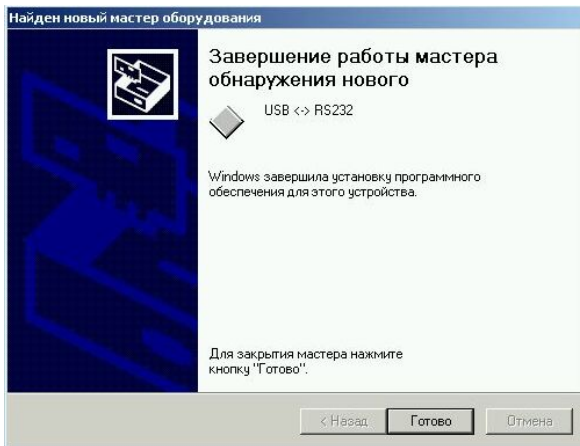 Найден новый мастер оборудования
Завершение работы мастера
обнаружения нового
USB <-> RS232
Windows завершила установку программного
обеспечения для этого устройства.
Для закрытия мастера нажмите
кнопку "Готово".
< Назад Готово Отмена